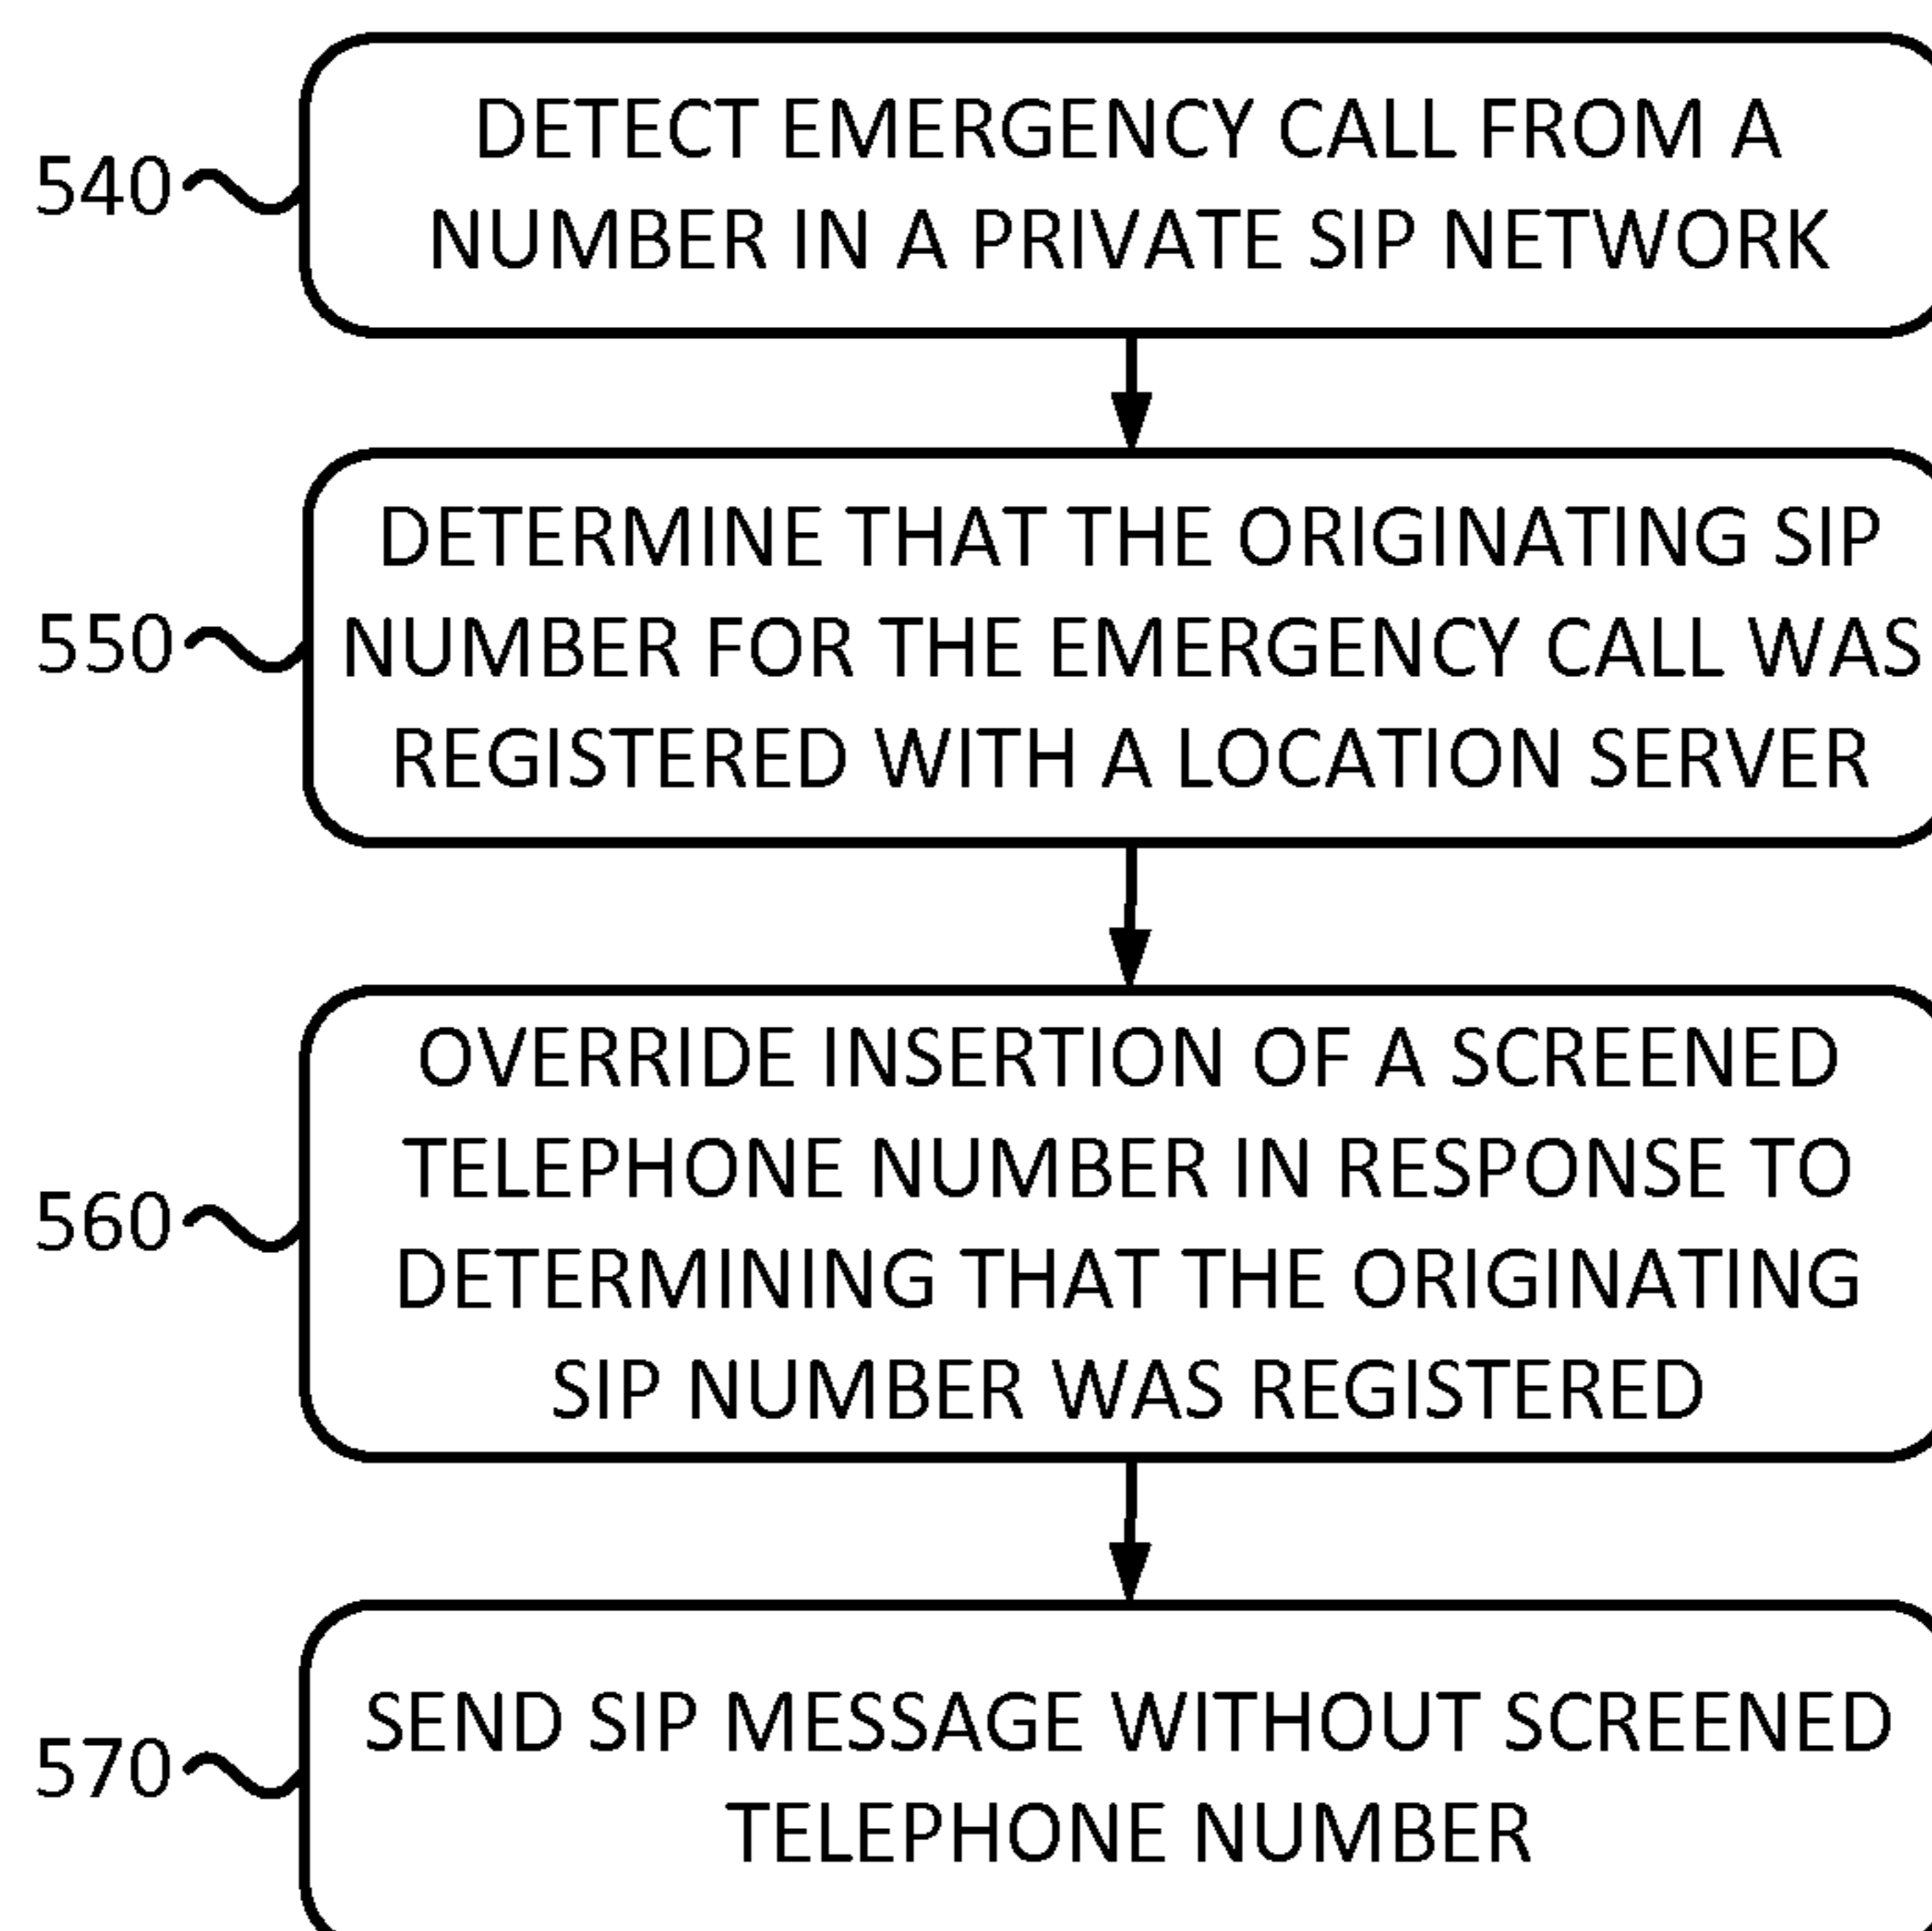 DETECT EMERGENCY CALL FROM A
NUMBER IN A PRIVATE SIP NETWORK
540
DETERMINE THAT THE ORIGINATING SIP
NUMBER FOR THE EMERGENCY CALL WAS
REGISTERED WITH A LOCATION SERVER
550
OVERRIDE INSERTION OF A SCREENED
TELEPHONE NUMBER IN RESPONSE TO
DETERMINING THAT THE ORIGINATING
SIP NUMBER WAS REGISTERED
560
SEND SIP MESSAGE WITHOUT SCREENED
TELEPHONE NUMBER
570